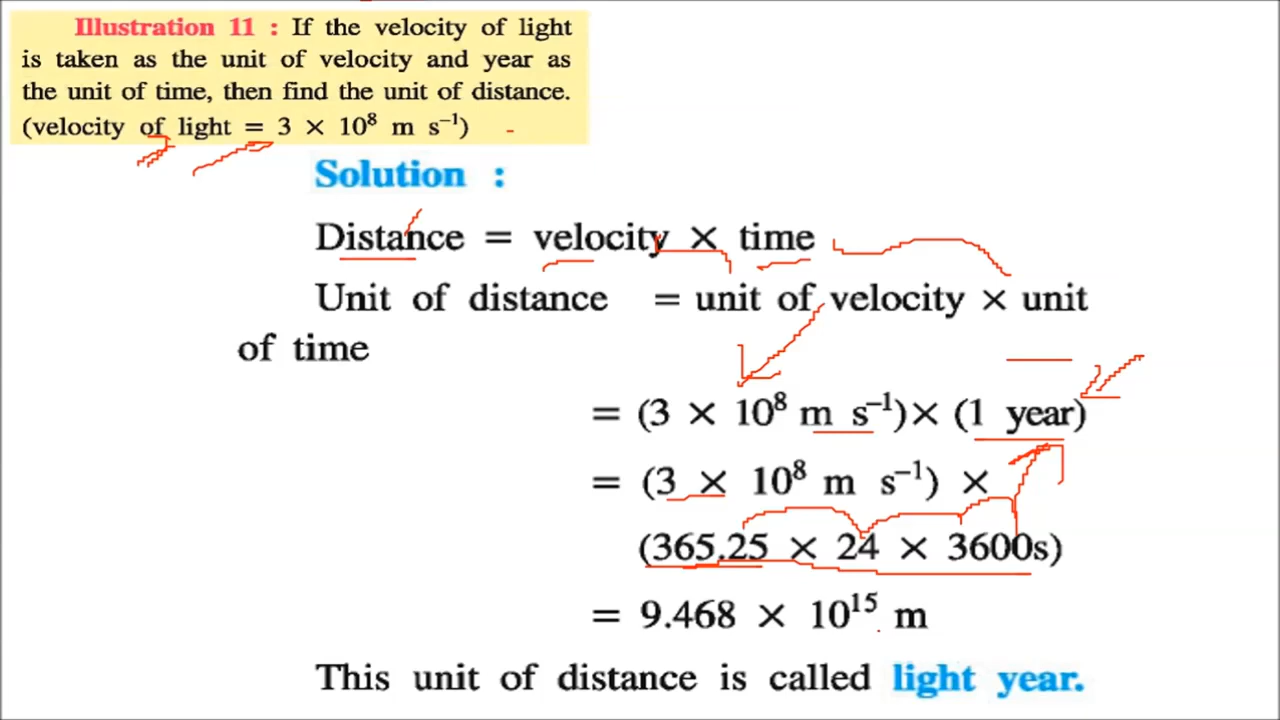 Illustration 11 : If the velocity of light
is taken as the unit of velocity and year as
the unit of time, then find the unit of distance.
(velocity of light = 3 × 10⁸ m s⁻¹)
Solution :
Distance = velocity × time
Unit of distance = unit of velocity × unit
of time
= (3 × 10⁸ m s⁻¹)× (1 year)
= (3 × 10⁸ m s⁻¹) ×
(365.25 × 24 × 3600s)
= 9.468 × 10¹⁵ m
This unit of distance is called light year.